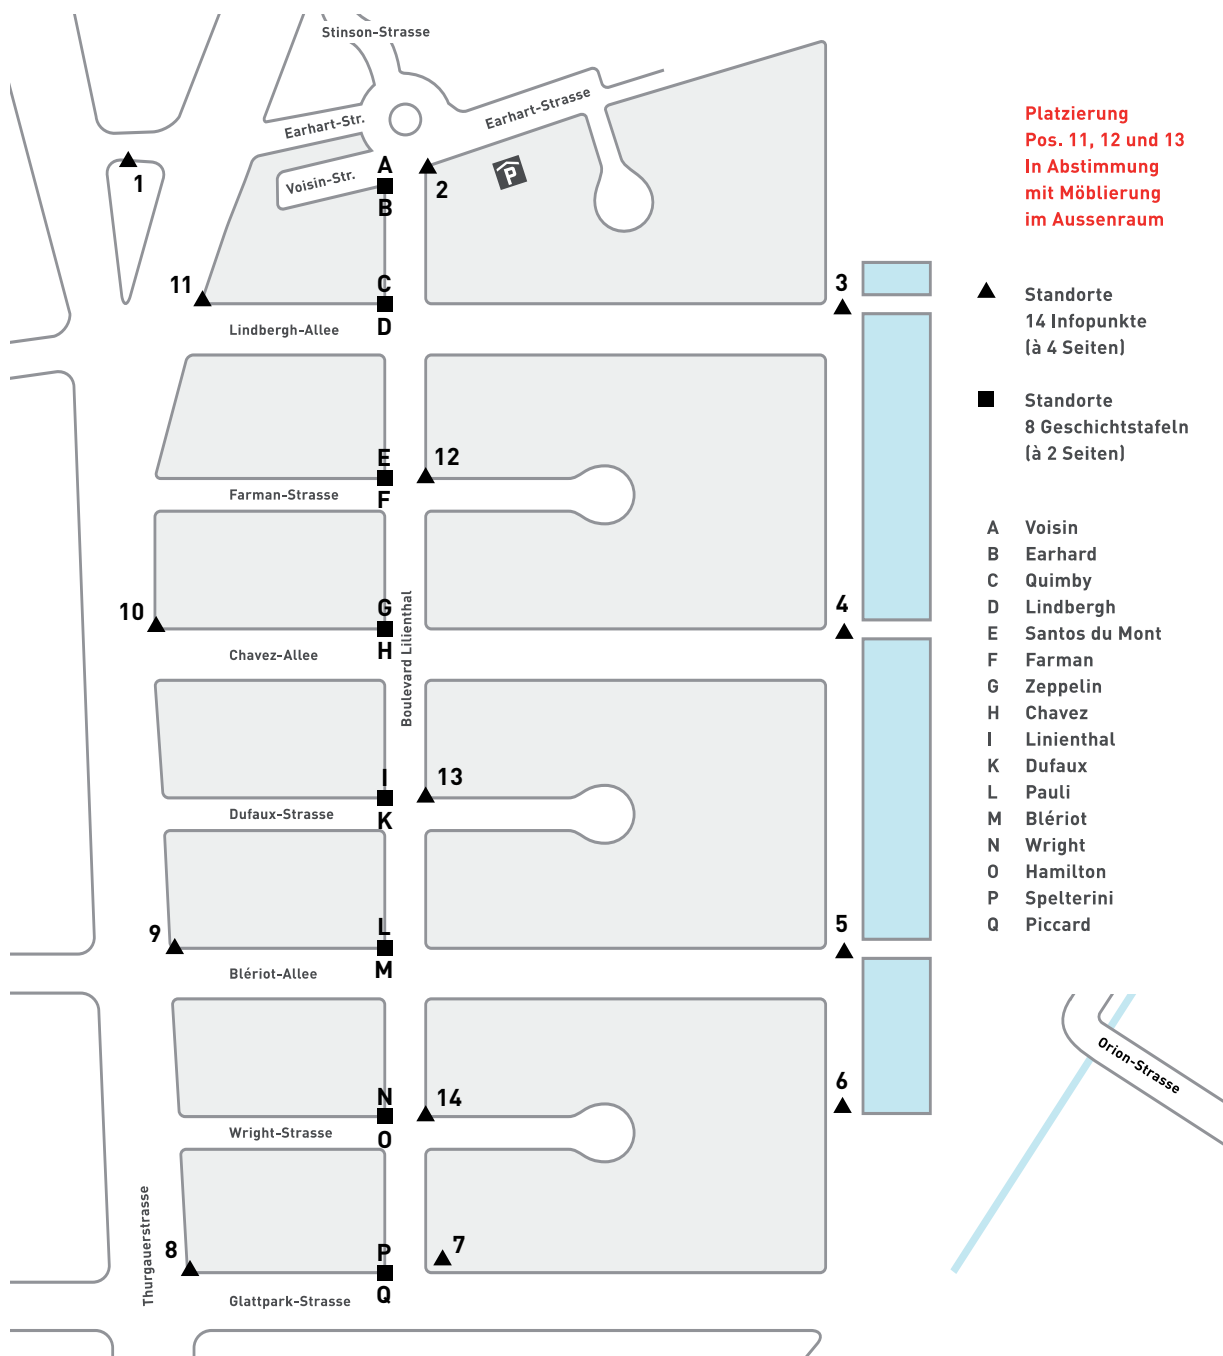 Stinson-Strasse
Earhart-Str.
Earhart-Strasse
Voisin-Str.
P
A
B
1
2
11
C
D
3
Lindbergh-Allee
E
F
12
Farman-Strasse
10
G
H
4
Chavez-Allee
Boulevard Lilienthal
I
K
13
Dufaux-Strasse
9
L
M
5
Blériot-Allee
N
O
14
6
Wright-Strasse
Thurgauerstrasse
8
P
Q
7
Glattpark-Strasse
Orion-Strasse
Platzierung
Pos. 11, 12 und 13
In Abstimmung
mit Möblierung
im Aussenraum
Standorte
14 Infopunkte
(à 4 Seiten)
Standorte
8 Geschichtstafeln
(à 2 Seiten)
A Voisin
B Earhard
C Quimby
D Lindbergh
E Santos du Mont
F Farman
G Zeppelin
H Chavez
I Linienthal
K Dufaux
L Pauli
M Blériot
N Wright
O Hamilton
P Spelterini
Q Piccard